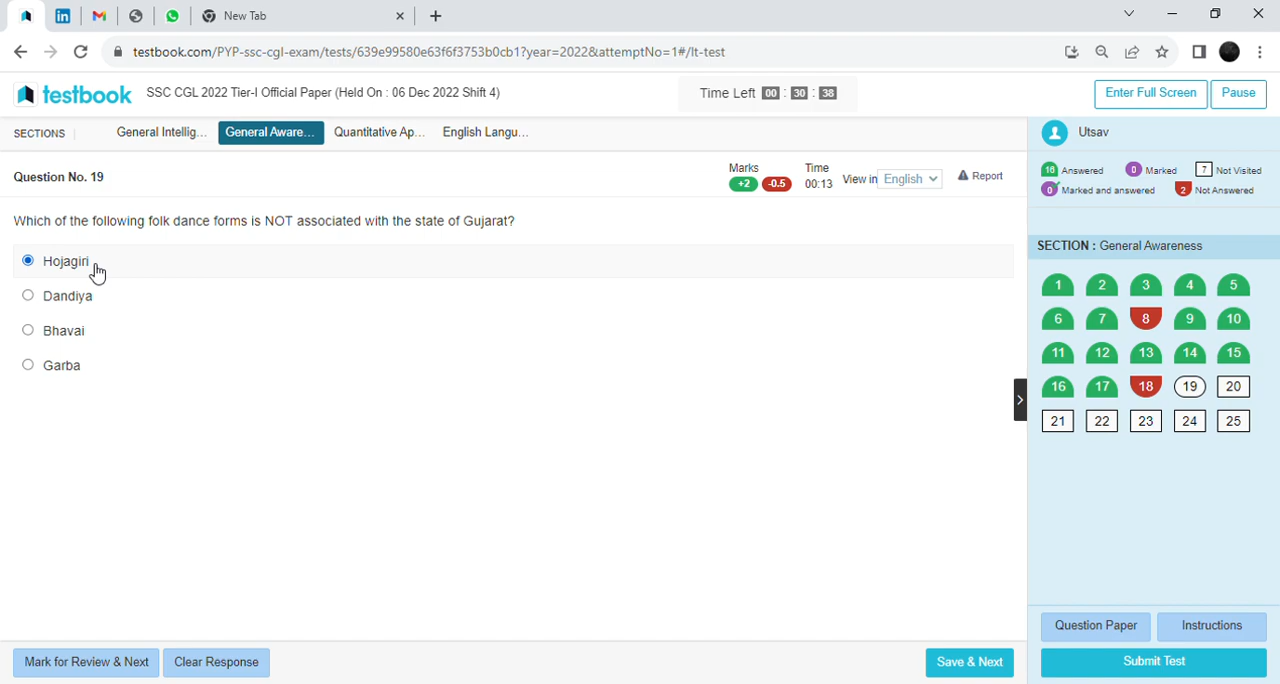 New Tab
testbook.com/PYP-ssc-cgl-exam/tests/639e99580e63f6f3753b0cb1?year=2022&attemptNo=1#/lt-test
testbook SSC CGL 2022 Tier-I Official Paper (Held On : 06 Dec 2022 Shift 4) Time Left 00 : 30 : 38 Enter Full Screen Pause
SECTIONS General Intellig... General Aware... Quantitative Ap... English Langu... Utsav
Question No. 19 Marks +2 -0.5 Time 00:13 View in English Report
18 Answered 0 Marked 7 Not Visited
0 Marked and answered 2 Not Answered
Which of the following folk dance forms is NOT associated with the state of Gujarat?
Hojagiri
Dandiya
Bhavai
Garba
SECTION : General Awareness
1 2 3 4 5
6 7 8 9 10
11 12 13 14 15
16 17 18 19 20
21 22 23 24 25
Question Paper Instructions
Mark for Review & Next Clear Response Save & Next Submit Test